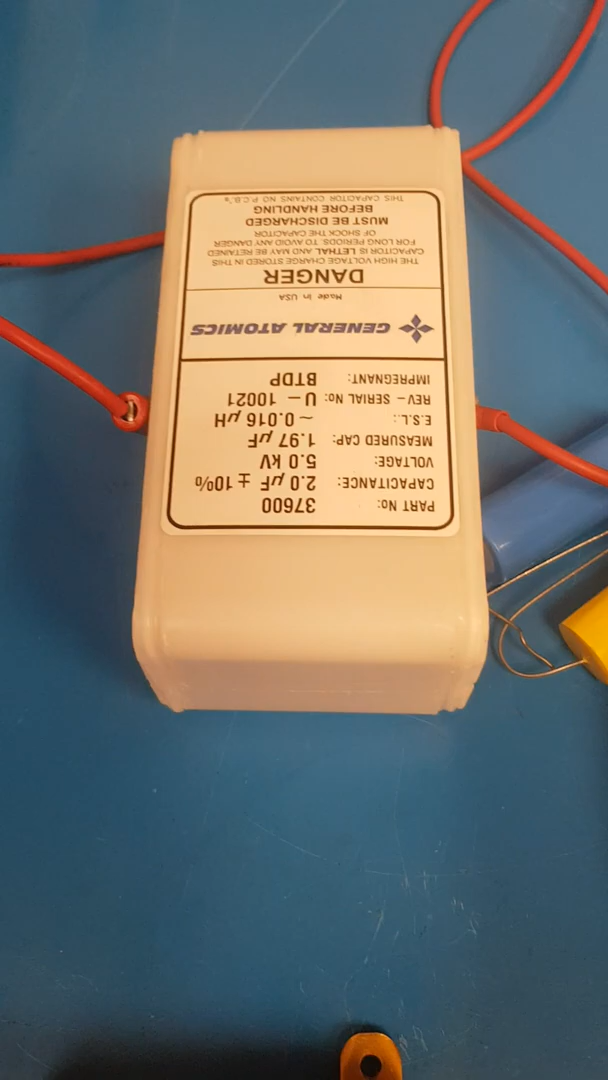 PART No: 37600
CAPACITANCE: 2.0 µF ± 10%
VOLTAGE: 5.0 kV
MEASURED CAP: 1.97 µF
E.S.L.: ~ 0.016 µH
REV – SERIAL No: U – 10021
IMPREGNANT: BTDP
GENERAL ATOMICS
Made in USA
DANGER
THE HIGH VOLTAGE CHARGE STORED IN THIS
CAPACITOR IS LETHAL AND MAY BE RETAINED
FOR LONG PERIODS. TO AVOID ANY DANGER
OF SHOCK THE CAPACITOR
MUST BE DISCHARGED
BEFORE HANDLING
THIS CAPACITOR CONTAINS NO P.C.B.'s